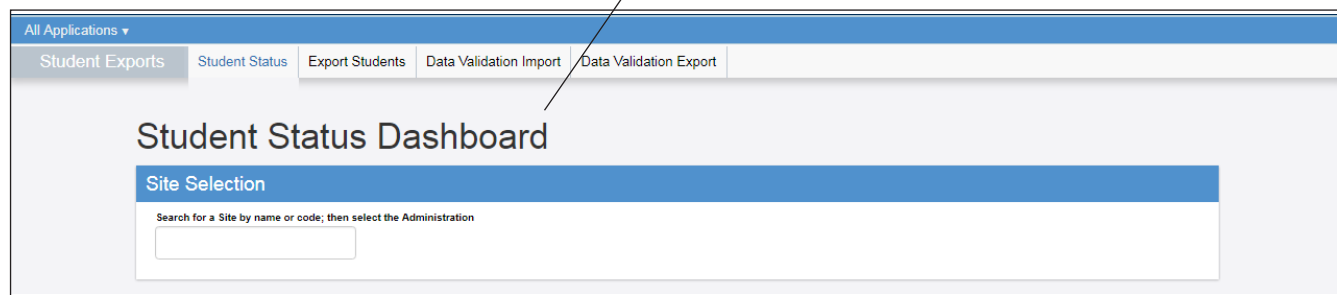 All Applications ▾
Student Exports Student Status Export Students Data Validation Import Data Validation Export
Student Status Dashboard
Site Selection
Search for a Site by name or code; then select the Administration